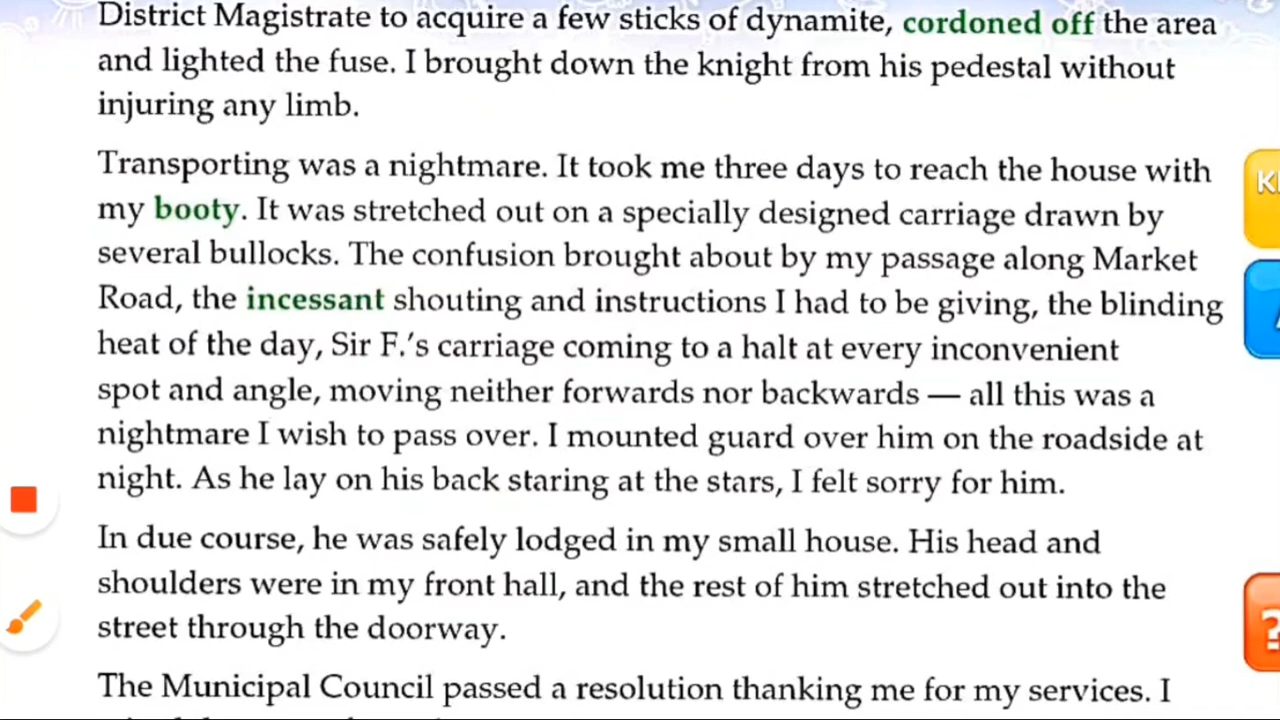 District Magistrate to acquire a few sticks of dynamite, cordoned off the area
and lighted the fuse. I brought down the knight from his pedestal without
injuring any limb.
Transporting was a nightmare. It took me three days to reach the house with
my booty. It was stretched out on a specially designed carriage drawn by
several bullocks. The confusion brought about by my passage along Market
Road, the incessant shouting and instructions I had to be giving, the blinding
heat of the day, Sir F.'s carriage coming to a halt at every inconvenient
spot and angle, moving neither forwards nor backwards — all this was a
nightmare I wish to pass over. I mounted guard over him on the roadside at
night. As he lay on his back staring at the stars, I felt sorry for him.
In due course, he was safely lodged in my small house. His head and
shoulders were in my front hall, and the rest of him stretched out into the
street through the doorway.
The Municipal Council passed a resolution thanking me for my services. I
?